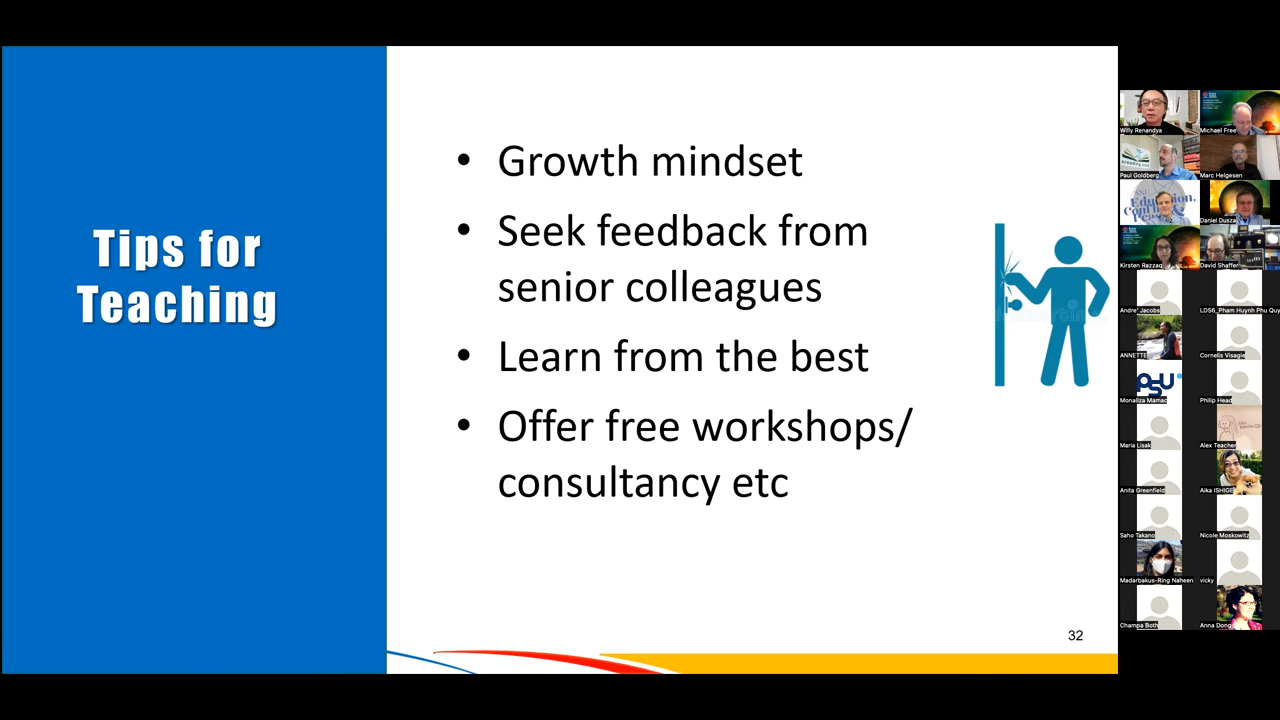 Tips for
Teaching
• Growth mindset
• Seek feedback from
senior colleagues
• Learn from the best
• Offer free workshops/
consultancy etc
32
Willy Renandya
Michael Free
Paul Goldberg
Marc Helgesen
Daniel Dusza
Kirsten Razzaq
David Shaffer
Andre' Jacobs
LDS6_Pham Huynh Phu Quy
ANNETTE
Cornelis Visagie
psu
Monaliza Mamac
Philip Head
Maria Lisak
Alex Teacher
Anita Greenfield
Aika ISHIGE
Saho Takano
Nicole Moskowitz
Madarbakus-Ring Naheen
vicky
Champa Both
Anna Dong